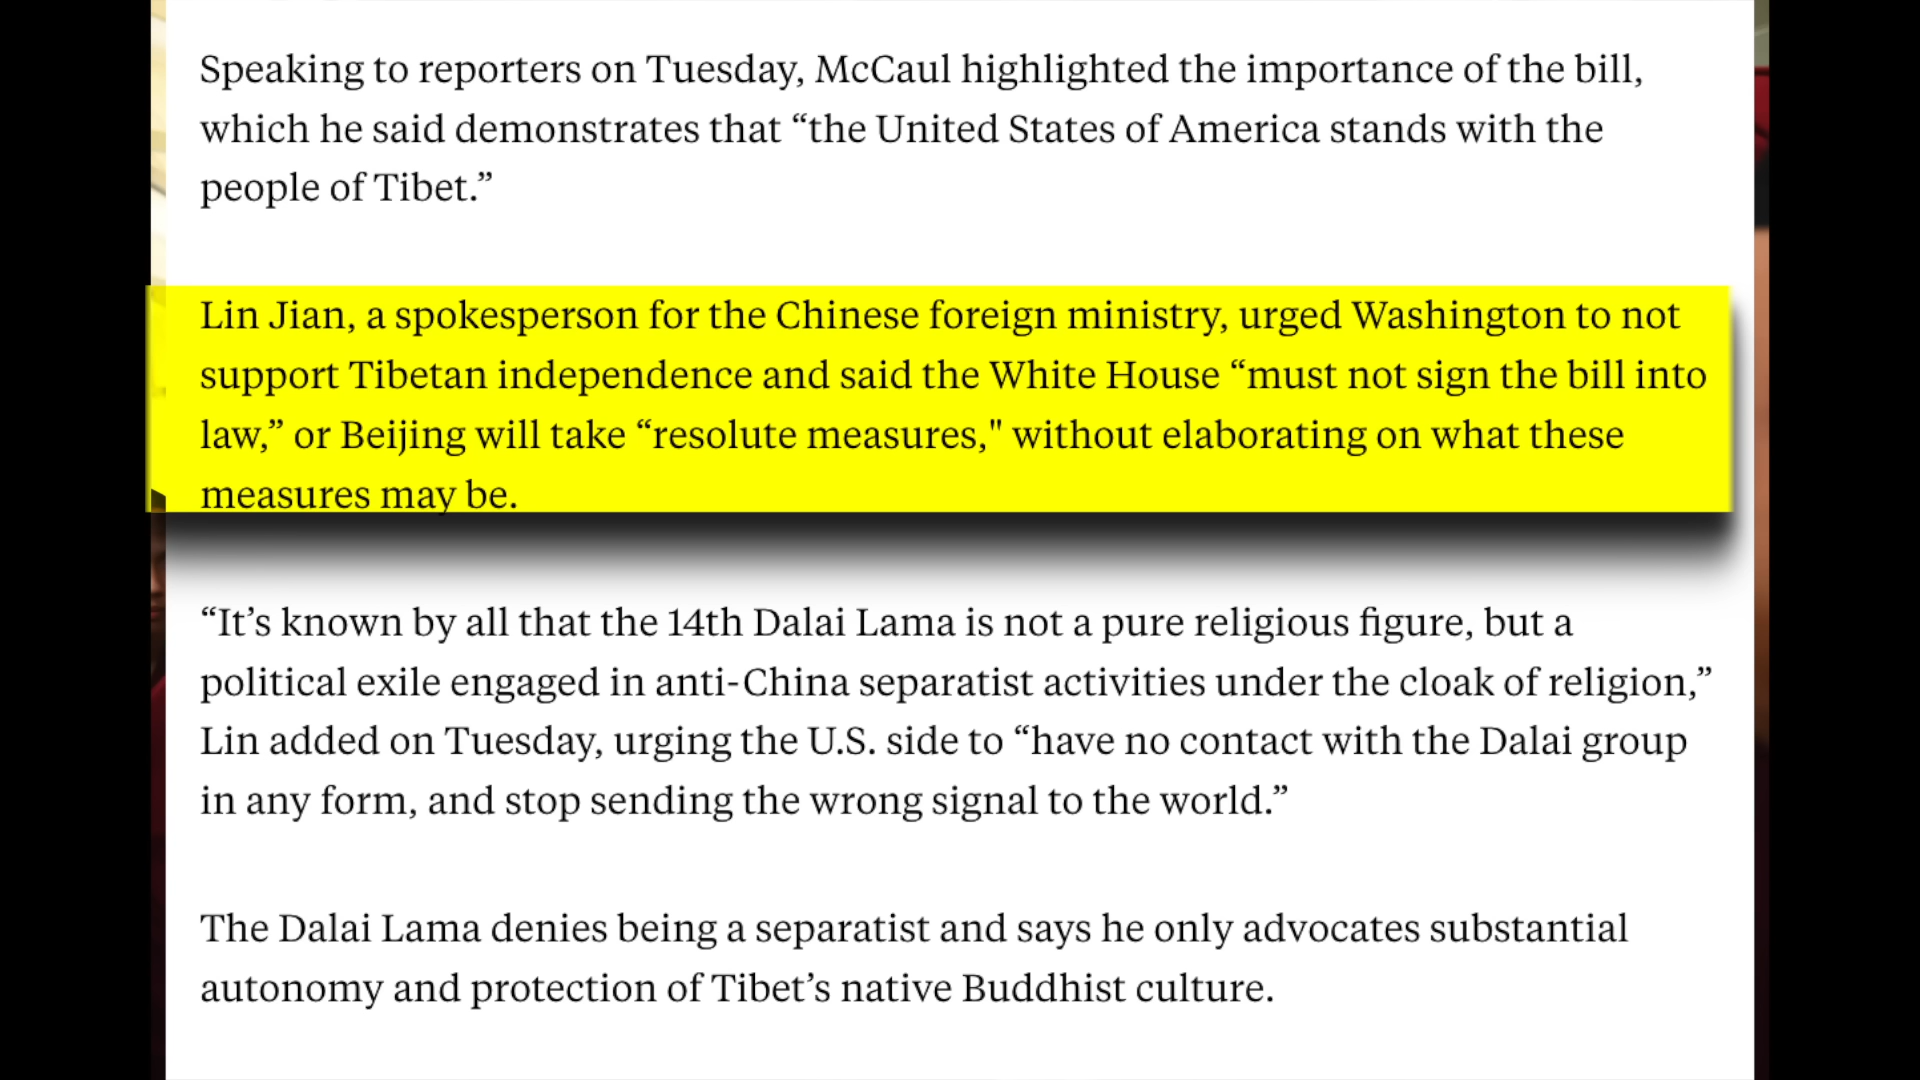 Speaking to reporters on Tuesday, McCaul highlighted the importance of the bill,
which he said demonstrates that “the United States of America stands with the
people of Tibet.”
Lin Jian, a spokesperson for the Chinese foreign ministry, urged Washington to not
support Tibetan independence and said the White House “must not sign the bill into
law,” or Beijing will take “resolute measures," without elaborating on what these
measures may be.
“It’s known by all that the 14th Dalai Lama is not a pure religious figure, but a
political exile engaged in anti-China separatist activities under the cloak of religion,”
Lin added on Tuesday, urging the U.S. side to “have no contact with the Dalai group
in any form, and stop sending the wrong signal to the world.”
The Dalai Lama denies being a separatist and says he only advocates substantial
autonomy and protection of Tibet’s native Buddhist culture.